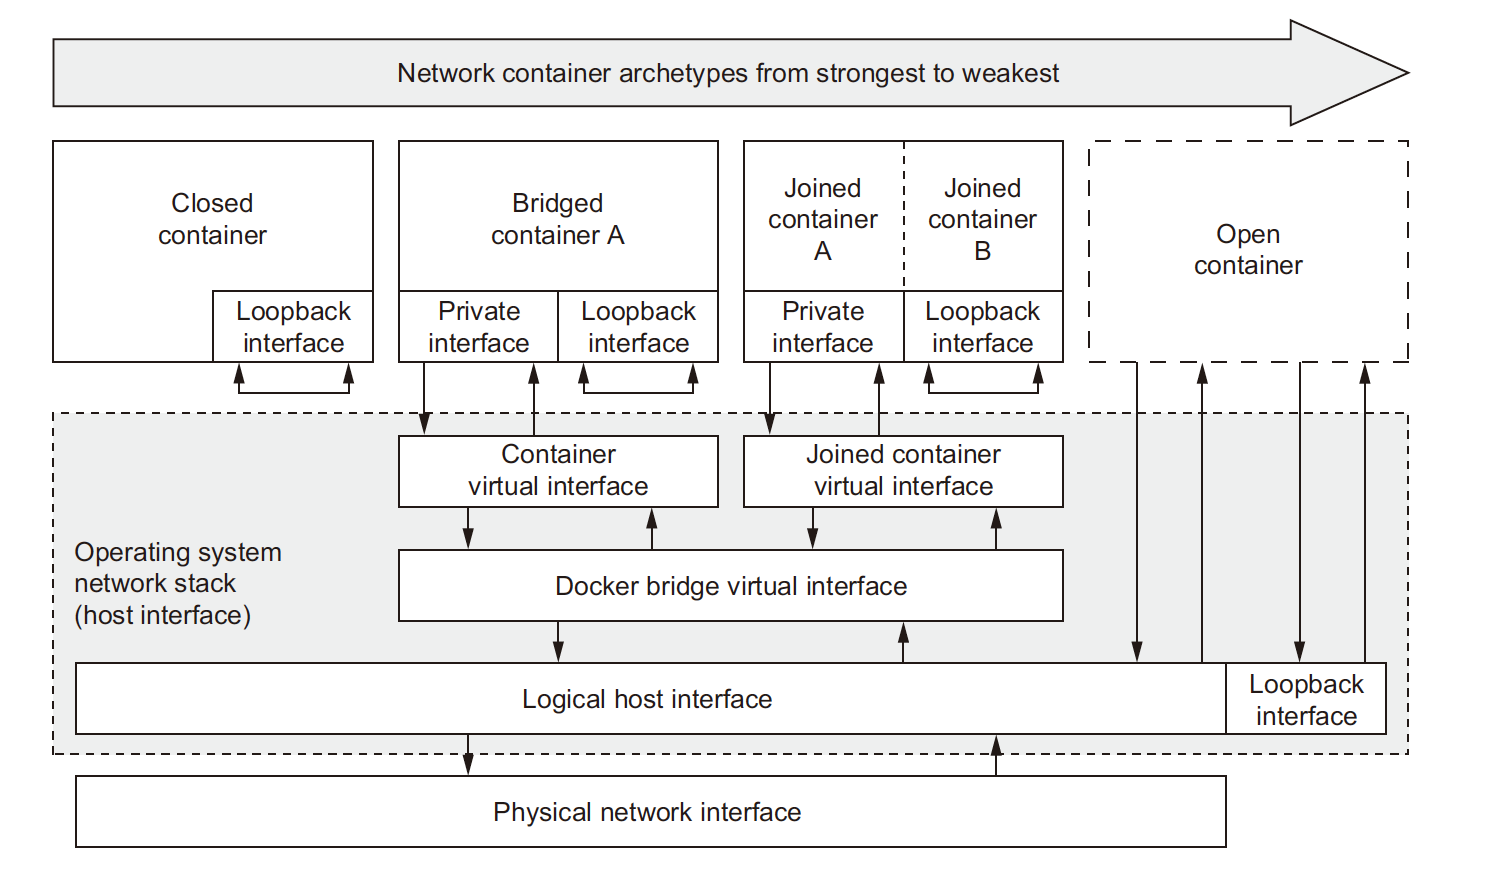 Network container archetypes from strongest to weakest
Closed
container
Loopback
interface
Bridged
container A
Private
interface
Loopback
interface
Joined
container
A
Joined
container
B
Private
interface
Loopback
interface
Open
container
Container
virtual interface
Joined container
virtual interface
Operating system
network stack
(host interface)
Docker bridge virtual interface
Logical host interface
Loopback
interface
Physical network interface